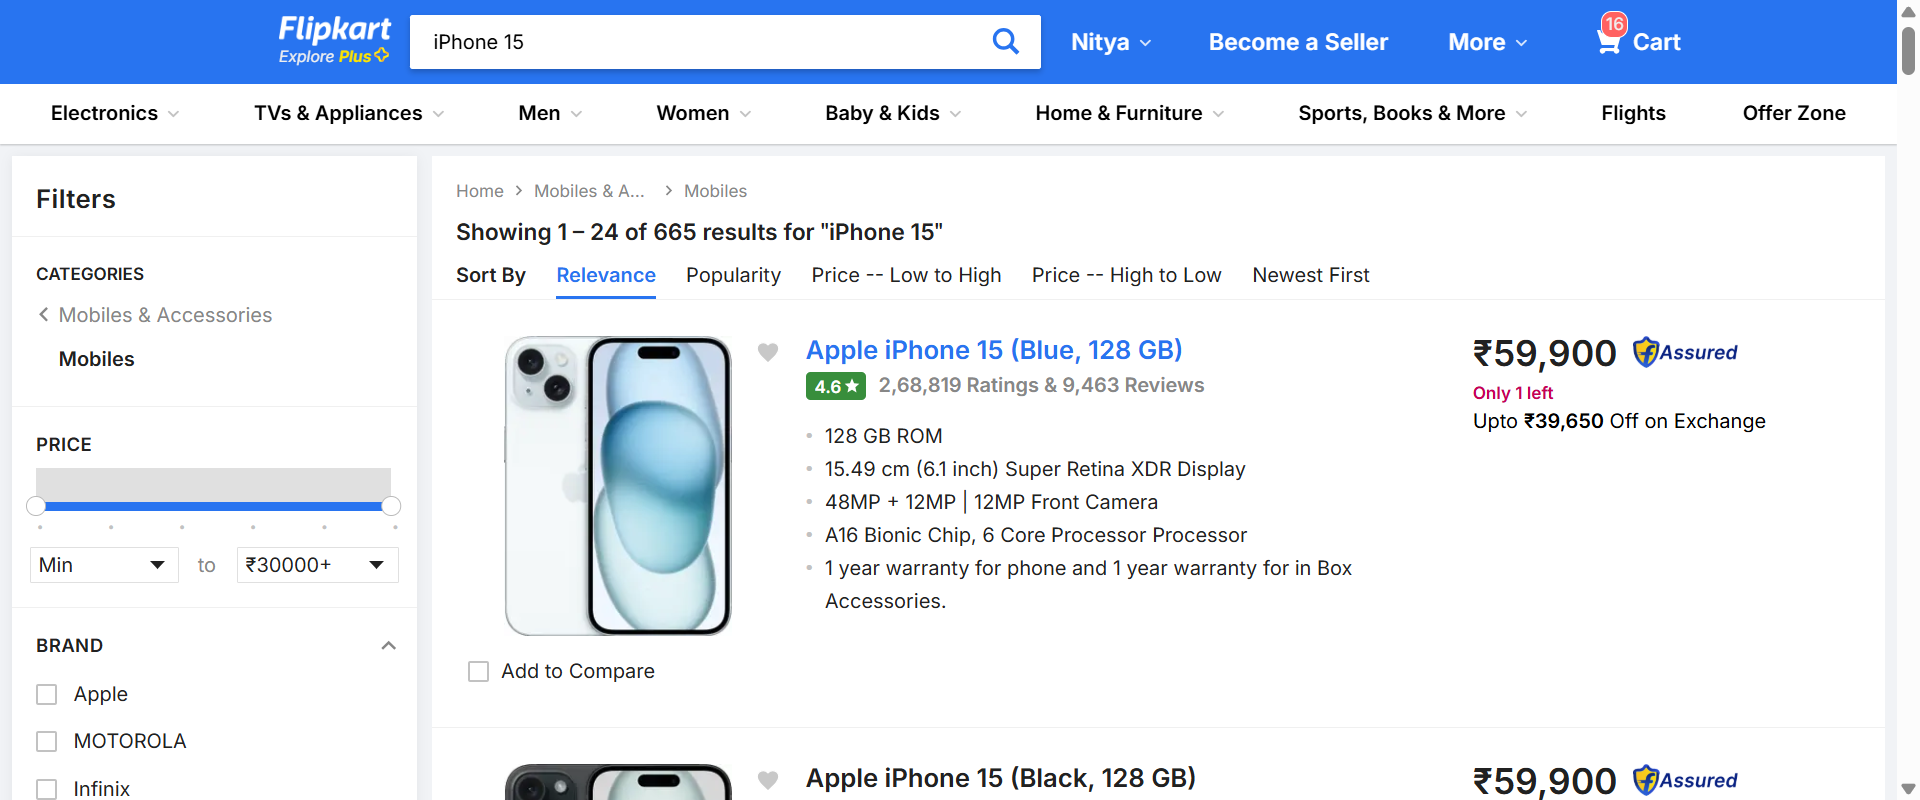 Flipkart
Explore Plus
iPhone 15
Nitya
Become a Seller
More
16
Cart
Electronics
TVs & Appliances
Men
Women
Baby & Kids
Home & Furniture
Sports, Books & More
Flights
Offer Zone
Filters
CATEGORIES
Mobiles & Accessories
Mobiles
PRICE
Min
to
₹30000+
BRAND
Apple
MOTOROLA
Infinix
Home
Mobiles & A...
Mobiles
Showing 1 – 24 of 665 results for "iPhone 15"
Sort By
Relevance
Popularity
Price -- Low to High
Price -- High to Low
Newest First
Apple iPhone 15 (Blue, 128 GB)
4.6★ 2,68,819 Ratings & 9,463 Reviews
128 GB ROM
15.49 cm (6.1 inch) Super Retina XDR Display
48MP + 12MP | 12MP Front Camera
A16 Bionic Chip, 6 Core Processor Processor
1 year warranty for phone and 1 year warranty for in Box
Accessories.
₹59,900
f Assured
Only 1 left
Upto ₹39,650 Off on Exchange
Add to Compare
Apple iPhone 15 (Black, 128 GB)
₹59,900
f Assured